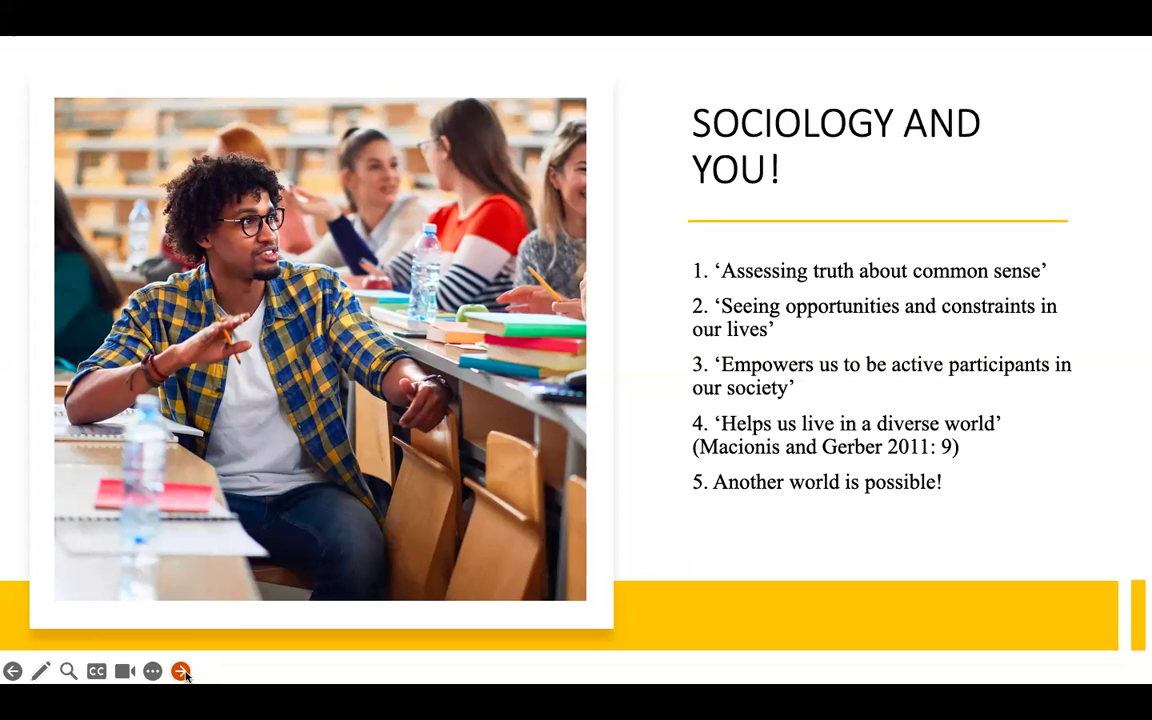 SOCIOLOGY AND
YOU!
1. ‘Assessing truth about common sense’
2. ‘Seeing opportunities and constraints in
our lives’
3. ‘Empowers us to be active participants in
our society’
4. ‘Helps us live in a diverse world’
(Macionis and Gerber 2011: 9)
5. Another world is possible!
CC